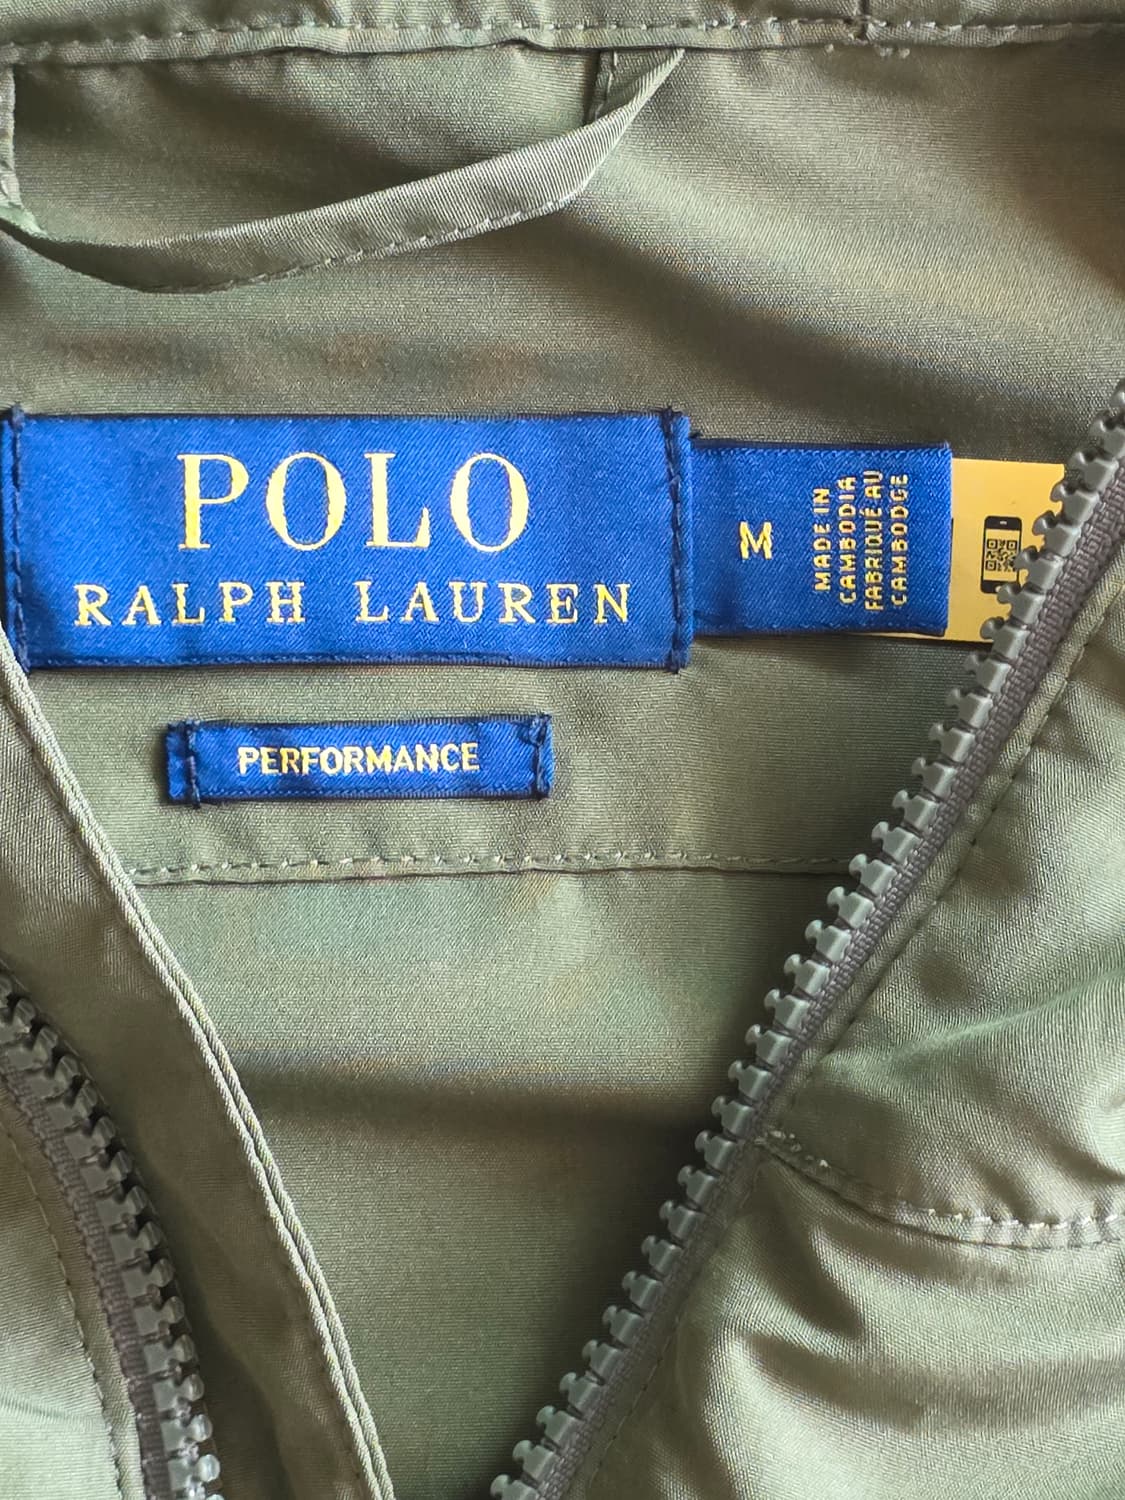 POLO
RALPH LAUREN
M
MADE IN
CAMBODIA
FABRIQUÉ AU
CAMBODGE
PERFORMANCE